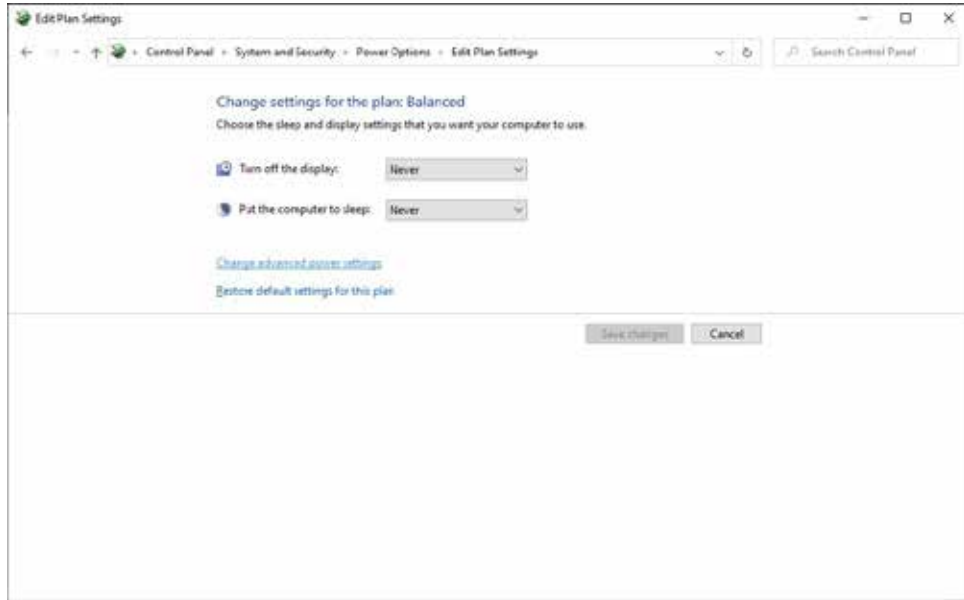 Edit Plan Settings
Control Panel System and Security Power Options Edit Plan Settings Search Control Panel
Change settings for the plan: Balanced
Choose the sleep and display settings that you want your computer to use.
Turn off the display: Never
Put the computer to sleep: Never
Change advanced power settings
Restore default settings for this plan
Save changes Cancel